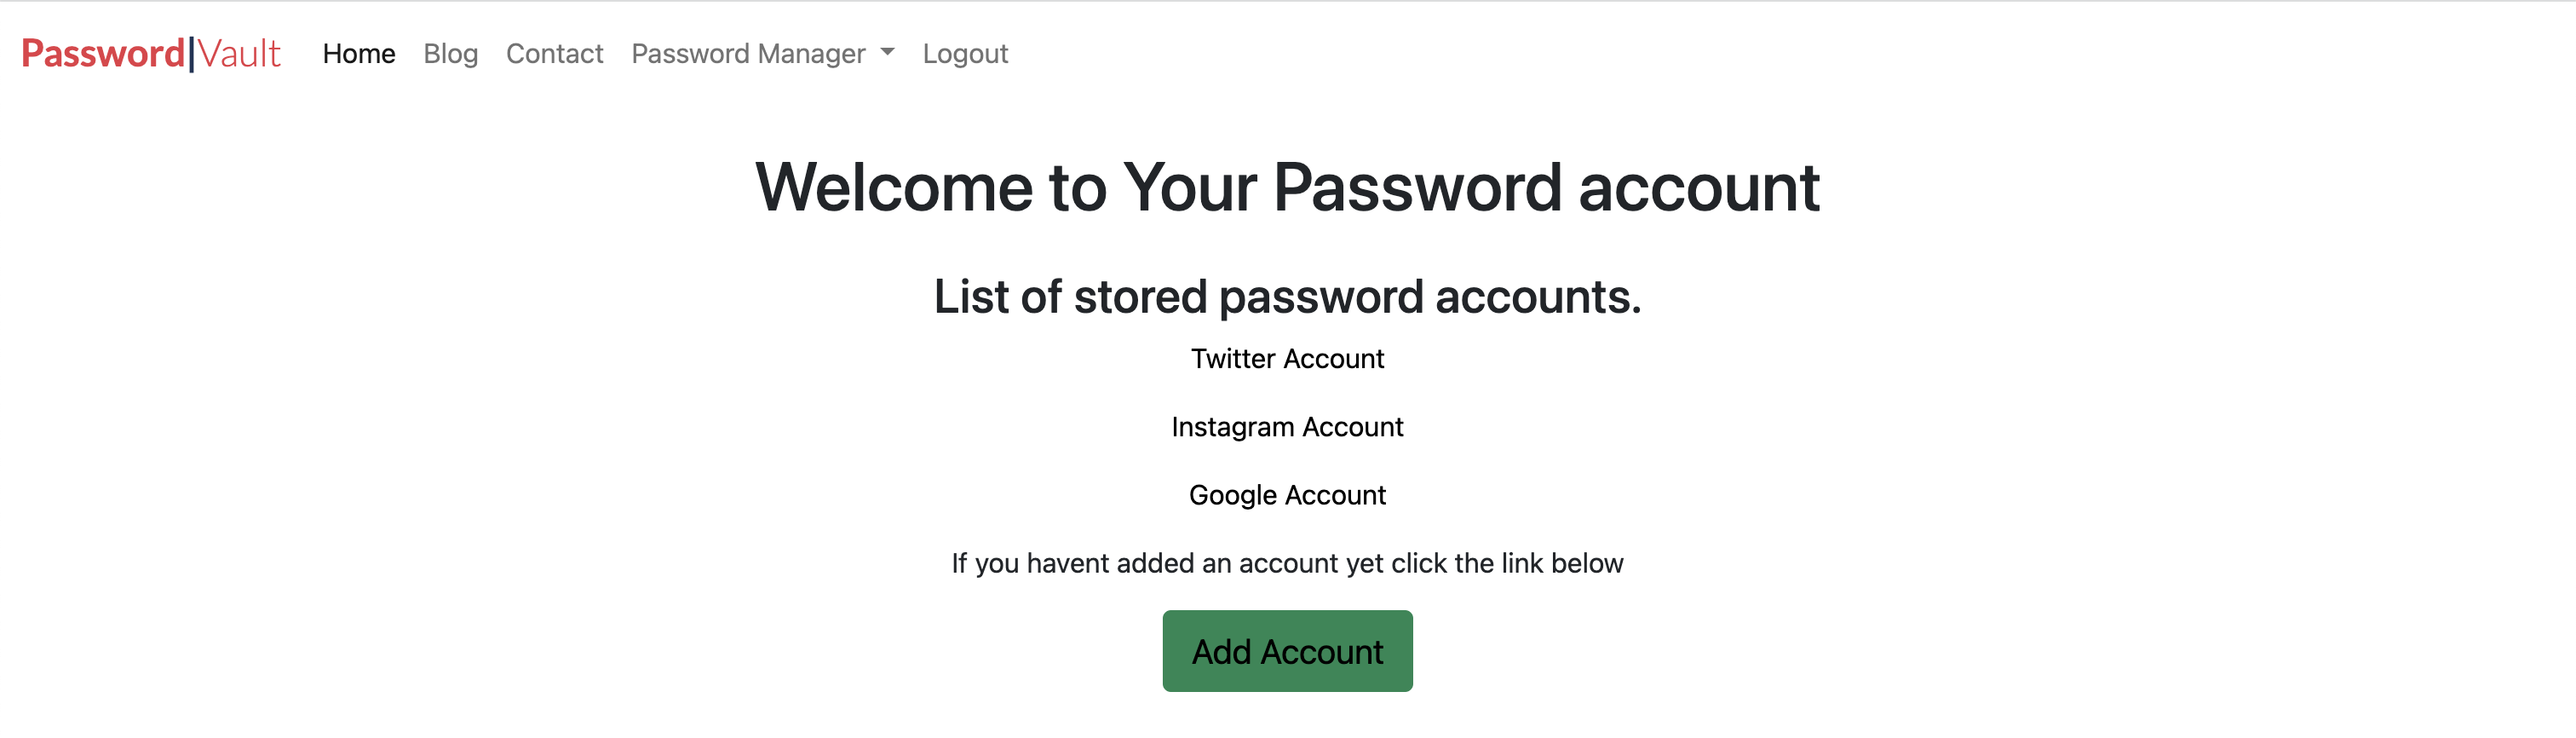 Password|Vault Home Blog Contact Password Manager Logout
Welcome to Your Password account
List of stored password accounts.
Twitter Account
Instagram Account
Google Account
If you havent added an account yet click the link below
Add Account